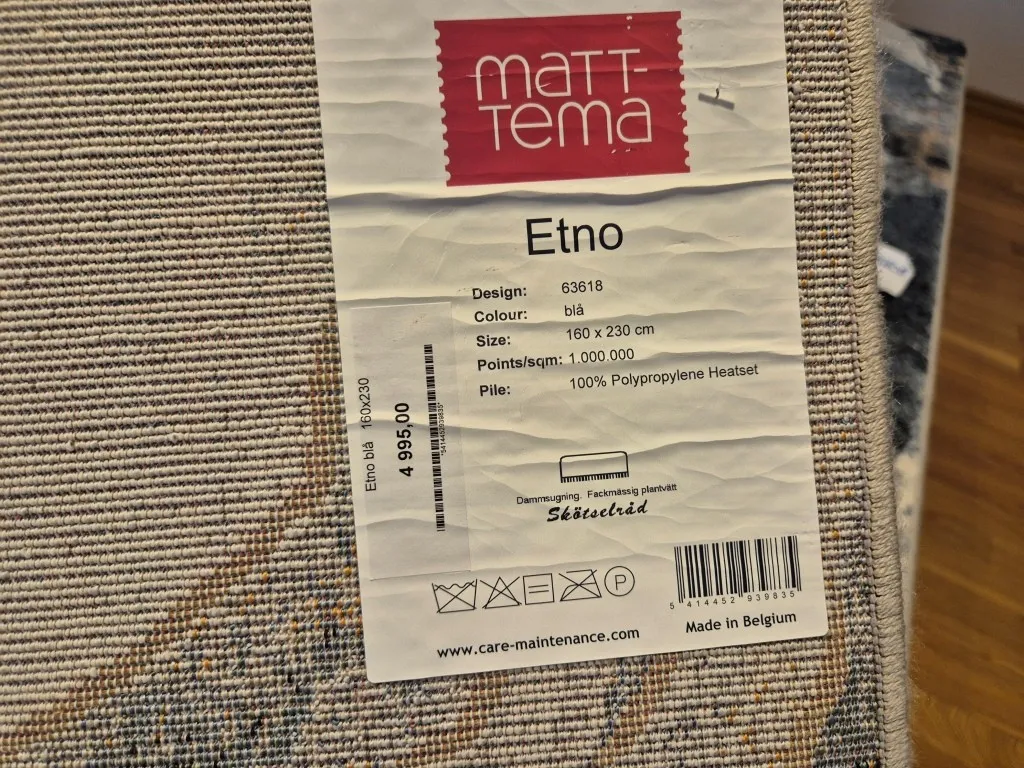 maTT-
Tema
Etno
Design: 63618
Colour: blå
Size: 160 x 230 cm
Points/sqm: 1.000.000
Pile: 100% Polypropylene Heatset
Etno blå 160x230
4 995,00
*5414452939835*
Dammsugning. Fackmässig plantvätt
Skötselråd
P
5 414452 939835
www.care-maintenance.com
Made in Belgium